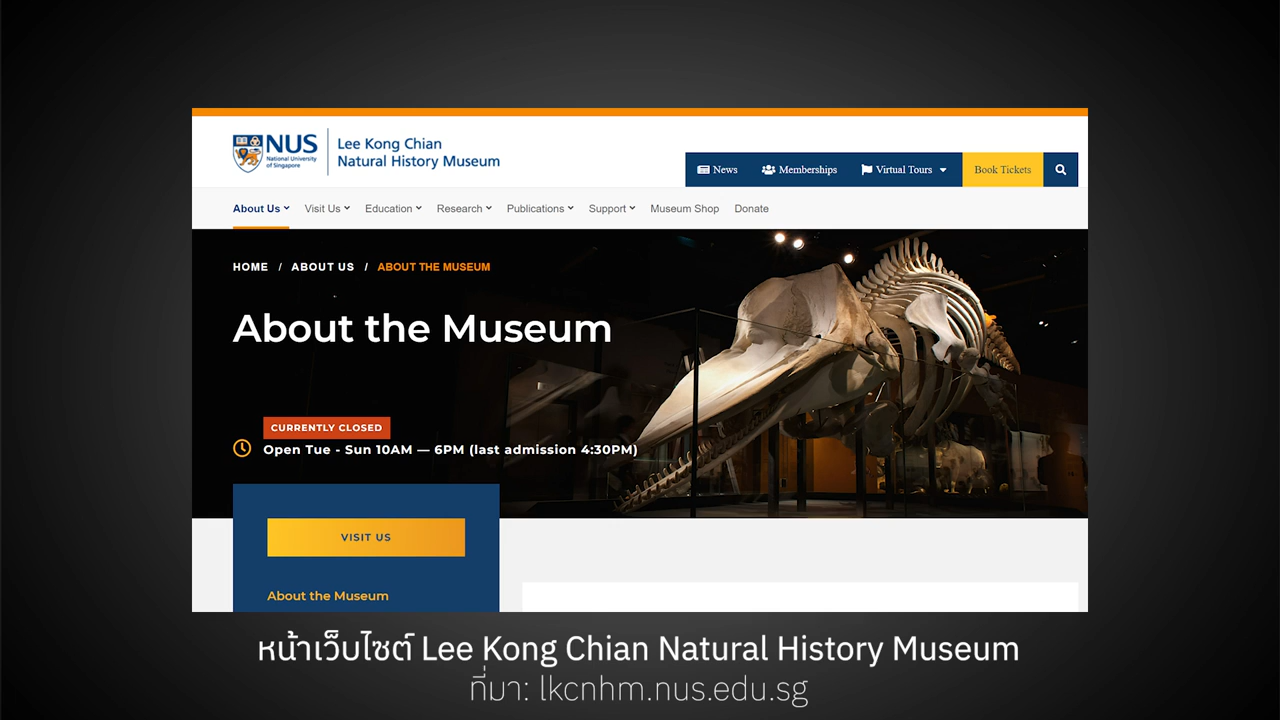 NUS
National University
of Singapore
Lee Kong Chian
Natural History Museum
News Memberships Virtual Tours Book Tickets
About Us Visit Us Education Research Publications Support Museum Shop Donate
HOME / ABOUT US / ABOUT THE MUSEUM
About the Museum
CURRENTLY CLOSED
Open Tue - Sun 10AM — 6PM (last admission 4:30PM)
VISIT US
About the Museum
หน้าเว็บไซต์ Lee Kong Chian Natural History Museum
ที่มา: lkcnhm.nus.edu.sg